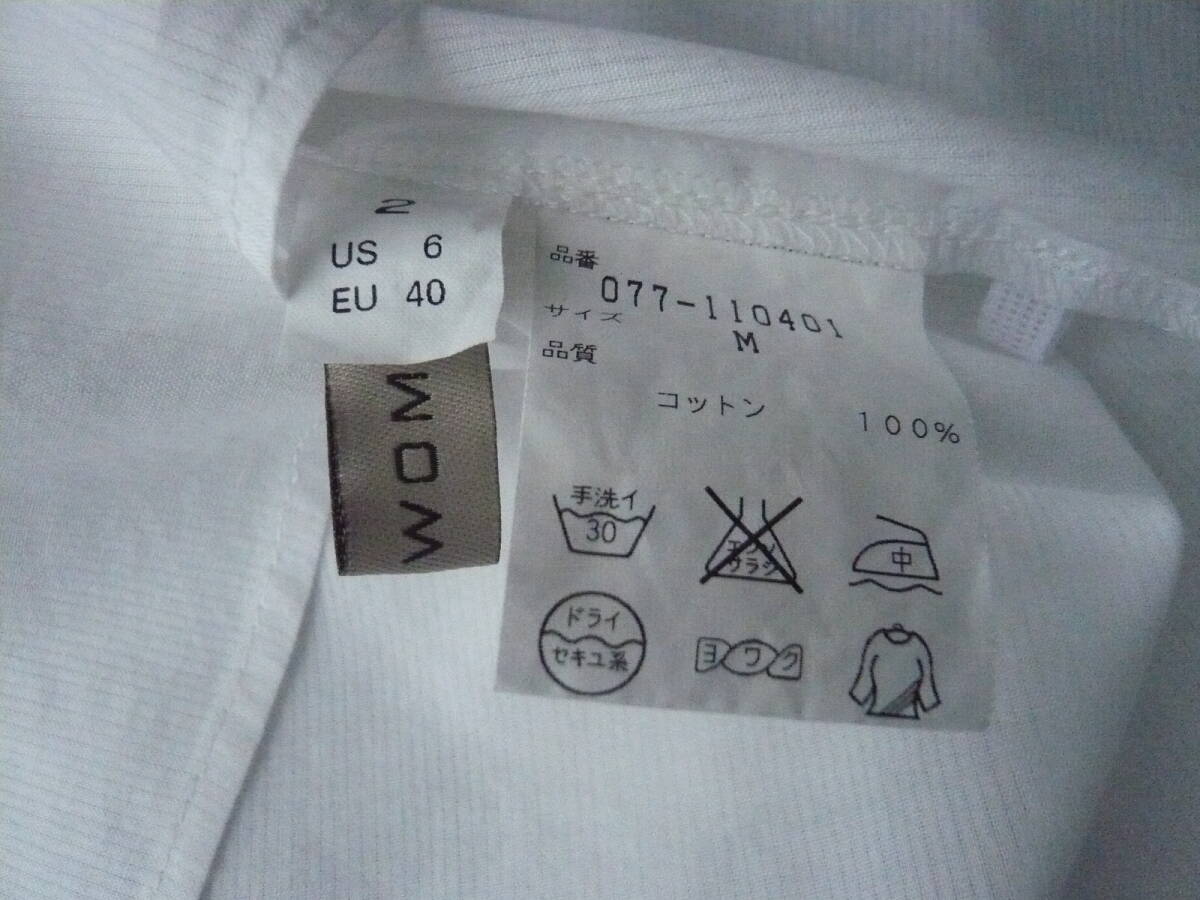 2
US 6
EU 40
WOM
品番
077-110401
サイズ
M
品質
コットン 100%
手洗イ
30
エンソ
サラシ
中
ドライ
セキユ系
ヨワク